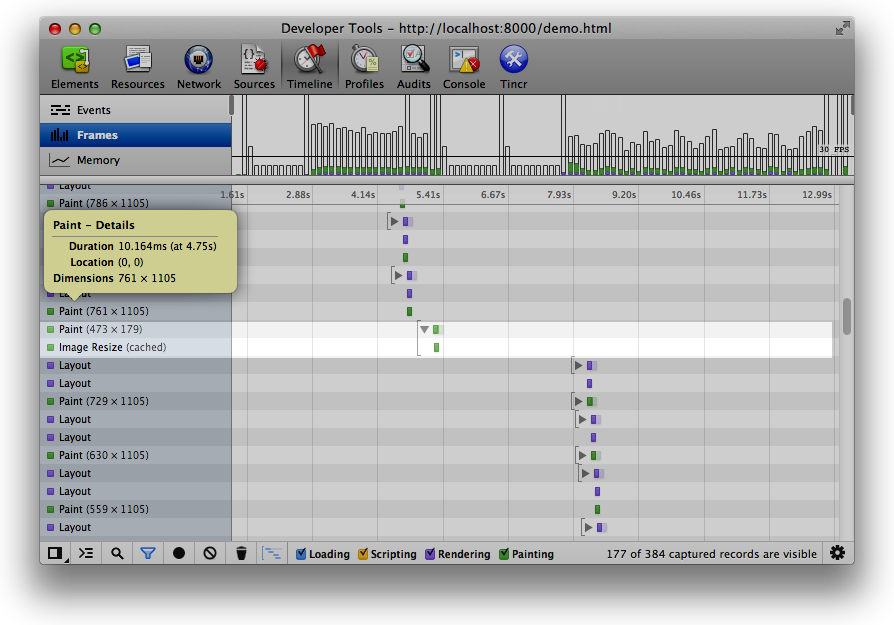 Developer Tools – http://localhost:8000/demo.html
Elements Resources Network Sources Timeline Profiles Audits Console Tincr
Events
Frames
Memory
30 FPS
1.61s 2.88s 4.14s 5.41s 6.67s 7.93s 9.20s 10.46s 11.73s 12.99s
Layout
Paint (786 × 1105)
Paint – Details
Duration 10.164ms (at 4.75s)
Location (0, 0)
Dimensions 761 × 1105
Layout
Paint (761 × 1105)
Paint (473 × 179)
Image Resize (cached)
Layout
Layout
Paint (729 × 1105)
Layout
Layout
Paint (630 × 1105)
Layout
Layout
Paint (559 × 1105)
Layout
Loading Scripting Rendering Painting 177 of 384 captured records are visible